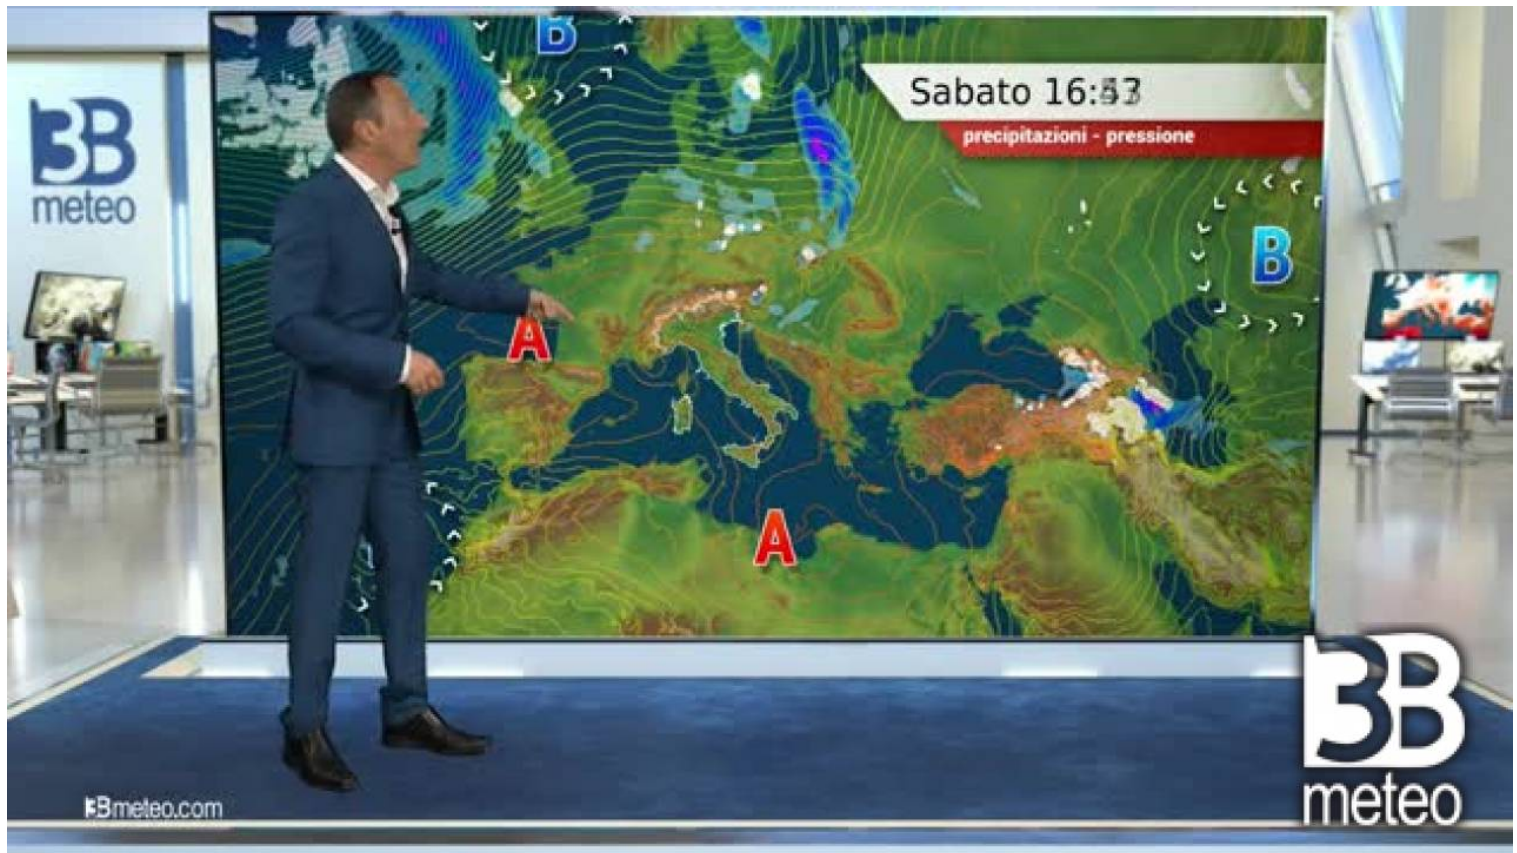 B
3B
meteo
Sabato 16:
precipitazioni - pressione
B
A
A
3B
meteo
3Bmeteo.com